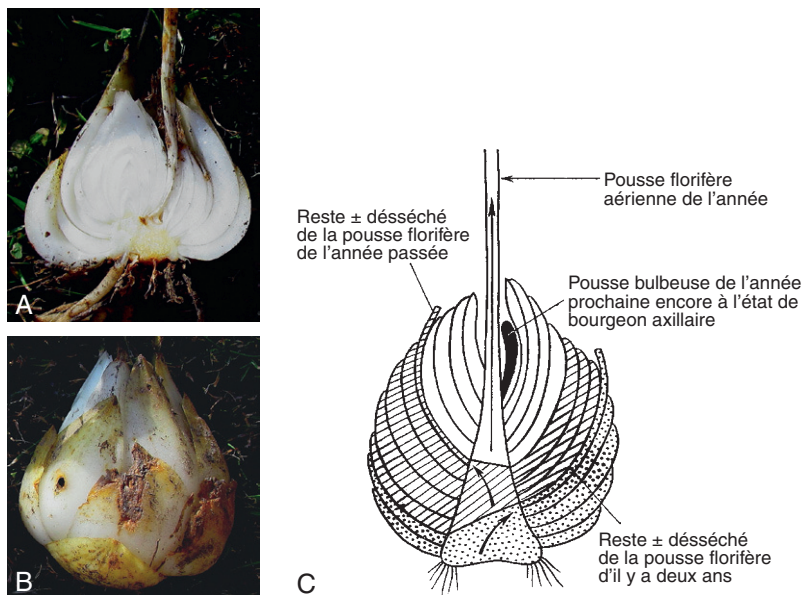 A
B
C
Pousse florifère
aérienne de l'année
Reste ± désséché
de la pousse florifère
de l'année passée
Pousse bulbeuse de l'année
prochaine encore à l'état de
bourgeon axillaire
Reste ± désséché
de la pousse florifère
d'il y a deux ans